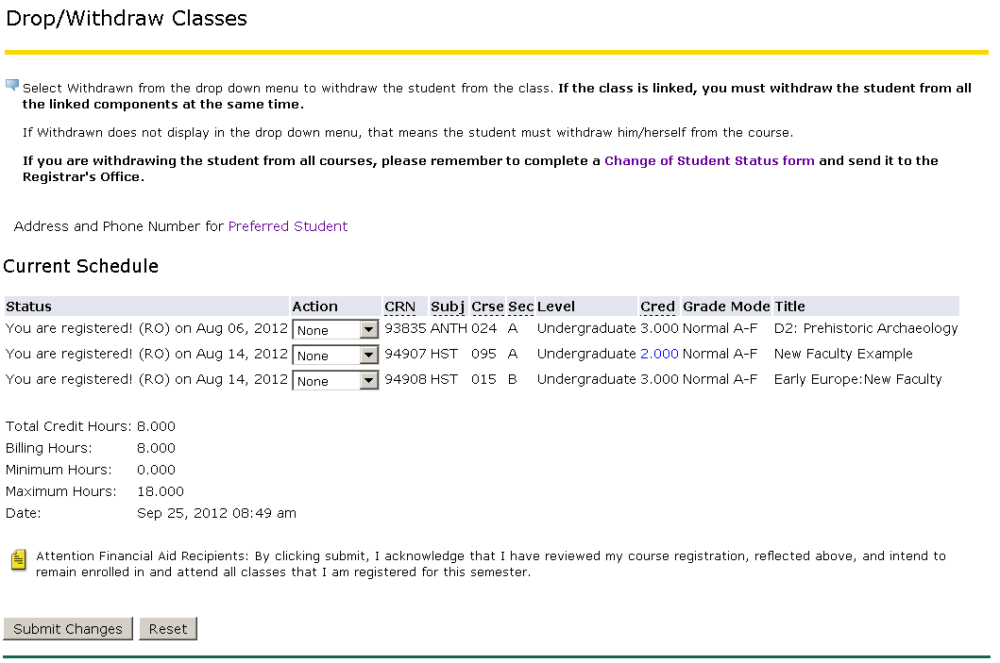 Drop/Withdraw Classes
Select Withdrawn from the drop down menu to withdraw the student from the class. If the class is linked, you must withdraw the student from all
the linked components at the same time.
If Withdrawn does not display in the drop down menu, that means the student must withdraw him/herself from the course.
If you are withdrawing the student from all courses, please remember to complete a Change of Student Status form and send it to the
Registrar's Office.
Address and Phone Number for Preferred Student
Current Schedule
Status Action CRN Subj Crse Sec Level Cred Grade Mode Title
You are registered! (RO) on Aug 06, 2012 None 93835 ANTH 024 A Undergraduate 3.000 Normal A-F D2: Prehistoric Archaeology
You are registered! (RO) on Aug 14, 2012 None 94907 HST 095 A Undergraduate 2.000 Normal A-F New Faculty Example
You are registered! (RO) on Aug 14, 2012 None 94908 HST 015 B Undergraduate 3.000 Normal A-F Early Europe:New Faculty
Total Credit Hours: 8.000
Billing Hours: 8.000
Minimum Hours: 0.000
Maximum Hours: 18.000
Date: Sep 25, 2012 08:49 am
Attention Financial Aid Recipients: By clicking submit, I acknowledge that I have reviewed my course registration, reflected above, and intend to
remain enrolled in and attend all classes that I am registered for this semester.
Submit Changes Reset